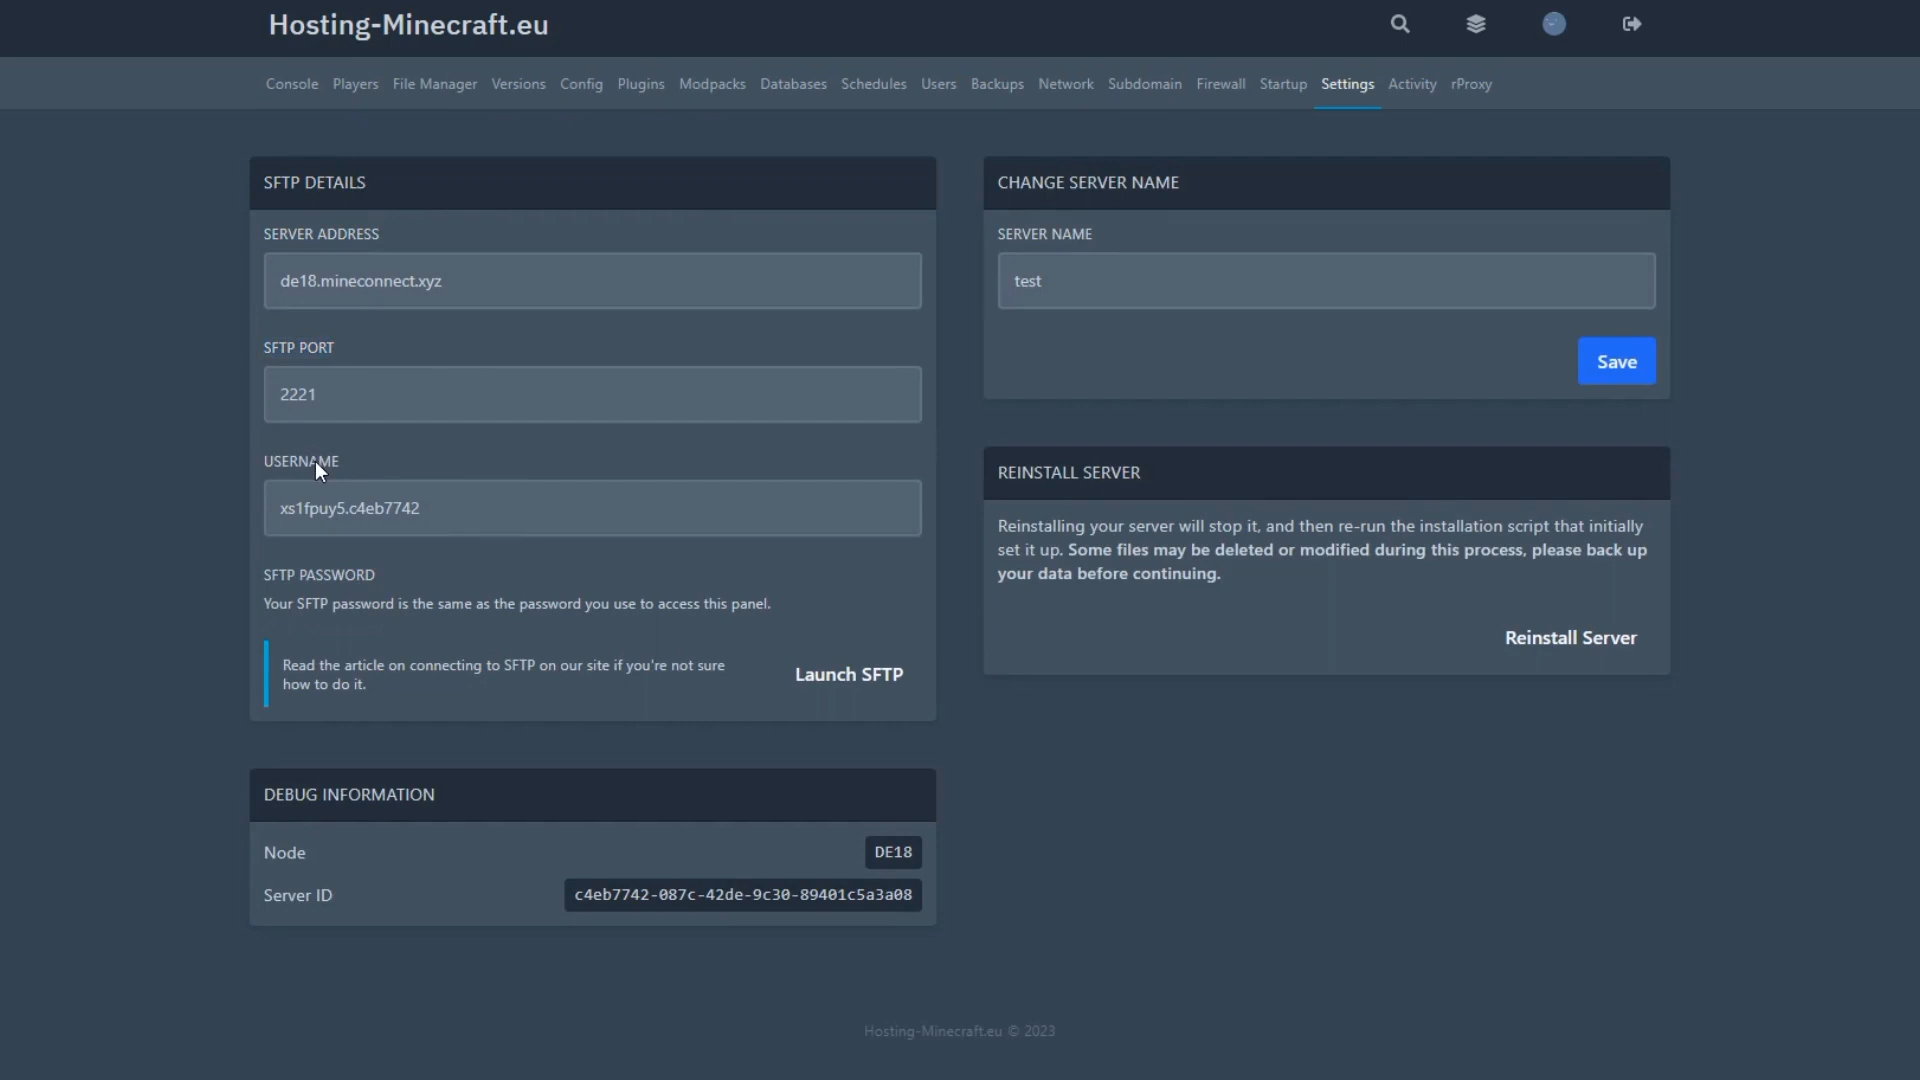 Hosting-Minecraft.eu
Console Players File Manager Versions Config Plugins Modpacks Databases Schedules Users Backups Network Subdomain Firewall Startup Settings Activity rProxy
SFTP DETAILS
SERVER ADDRESS
de18.mineconnect.xyz
SFTP PORT
2221
USERNAME
xs1fpuy5.c4eb7742
SFTP PASSWORD
Your SFTP password is the same as the password you use to access this panel.
Read the article on connecting to SFTP on our site if you're not sure
how to do it.
Launch SFTP
DEBUG INFORMATION
Node DE18
Server ID c4eb7742-087c-42de-9c30-89401c5a3a08
CHANGE SERVER NAME
SERVER NAME
test
Save
REINSTALL SERVER
Reinstalling your server will stop it, and then re-run the installation script that initially
set it up. Some files may be deleted or modified during this process, please back up
your data before continuing.
Reinstall Server
Hosting-Minecraft.eu © 2023